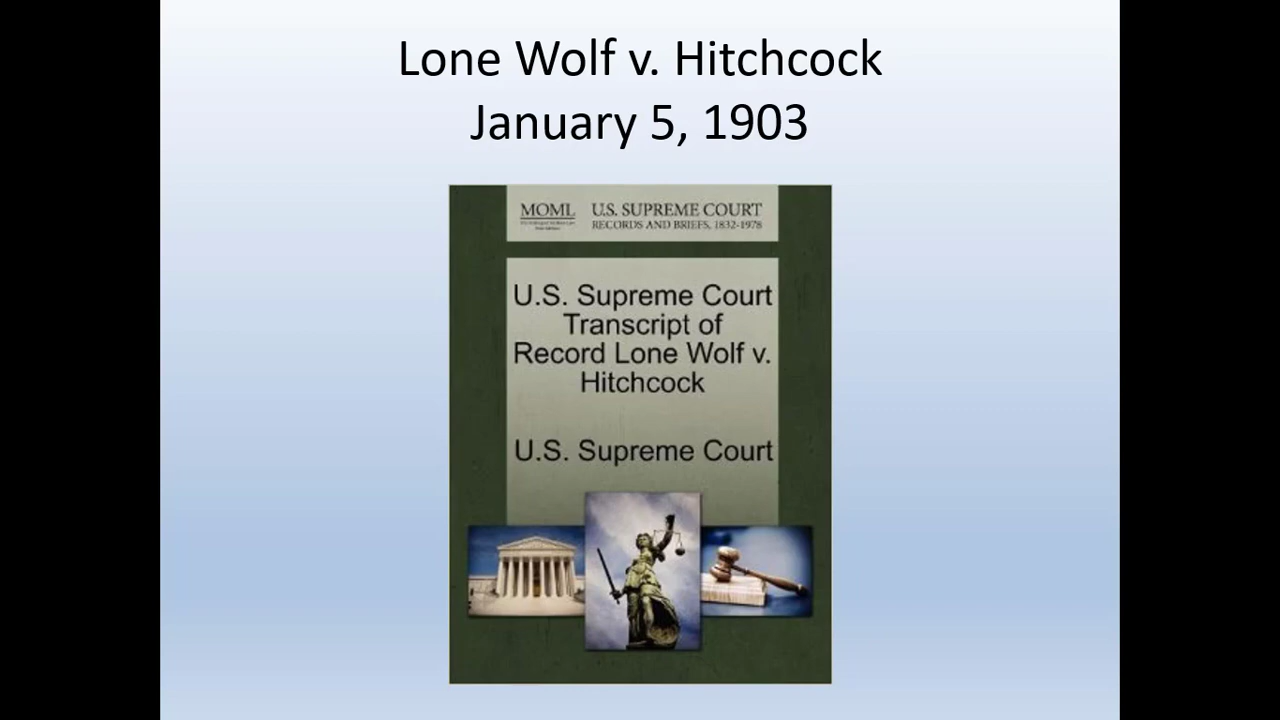 Lone Wolf v. Hitchcock
January 5, 1903
MOML U.S. SUPREME COURT
RECORDS AND BRIEFS, 1832-1978
U.S. Supreme Court
Transcript of
Record Lone Wolf v.
Hitchcock
U.S. Supreme Court